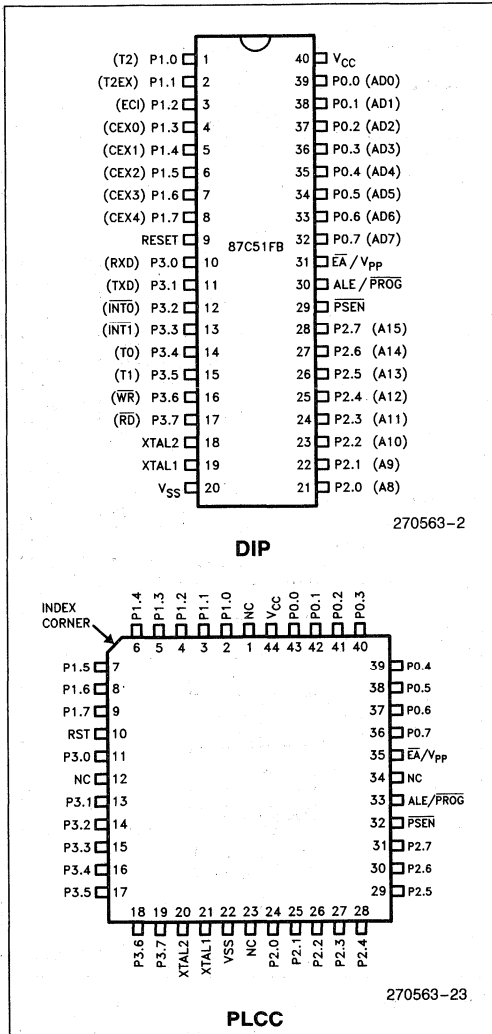 (T2) P1.0 1 40 VCC
(T2EX) P1.1 2 39 P0.0 (AD0)
(ECI) P1.2 3 38 P0.1 (AD1)
(CEX0) P1.3 4 37 P0.2 (AD2)
(CEX1) P1.4 5 36 P0.3 (AD3)
(CEX2) P1.5 6 35 P0.4 (AD4)
(CEX3) P1.6 7 34 P0.5 (AD5)
(CEX4) P1.7 8 33 P0.6 (AD6)
RESET 9 87C51FB 32 P0.7 (AD7)
(RXD) P3.0 10 31 E̅A̅/VPP
(TXD) P3.1 11 30 ALE/P̅R̅O̅G̅
(I̅N̅T̅0̅) P3.2 12 29 P̅S̅E̅N̅
(I̅N̅T̅1̅) P3.3 13 28 P2.7 (A15)
(T0) P3.4 14 27 P2.6 (A14)
(T1) P3.5 15 26 P2.5 (A13)
(W̅R̅) P3.6 16 25 P2.4 (A12)
(R̅D̅) P3.7 17 24 P2.3 (A11)
XTAL2 18 23 P2.2 (A10)
XTAL1 19 22 P2.1 (A9)
VSS 20 21 P2.0 (A8)
270563-2
DIP
INDEX
CORNER
P1.4 P1.3 P1.2 P1.1 P1.0 NC VCC P0.0 P0.1 P0.2 P0.3
6 5 4 3 2 1 44 43 42 41 40
P1.5 7 39 P0.4
P1.6 8 38 P0.5
P1.7 9 37 P0.6
RST 10 36 P0.7
P3.0 11 35 E̅A̅/VPP
NC 12 34 NC
P3.1 13 33 ALE/P̅R̅O̅G̅
P3.2 14 32 P̅S̅E̅N̅
P3.3 15 31 P2.7
P3.4 16 30 P2.6
P3.5 17 29 P2.5
18 19 20 21 22 23 24 25 26 27 28
P3.6 P3.7 XTAL2 XTAL1 VSS NC P2.0 P2.1 P2.2 P2.3 P2.4
270563-23
PLCC